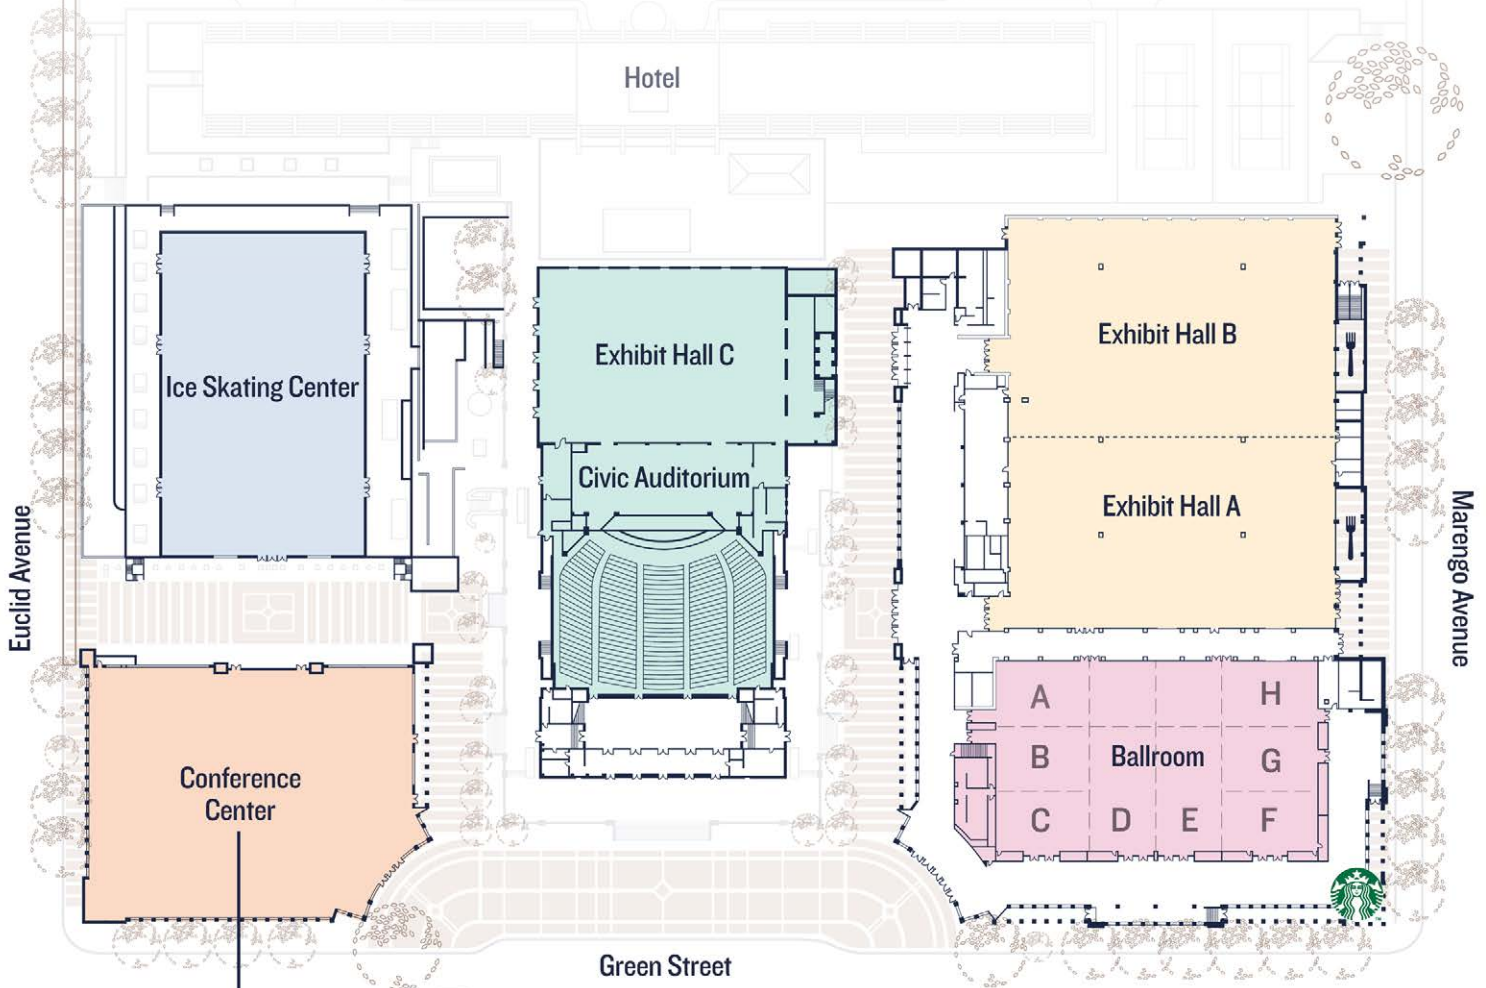 Hotel
Exhibit Hall B
Exhibit Hall C
Ice Skating Center
Civic Auditorium
Exhibit Hall A
Euclid Avenue
Marengo Avenue
A
H
B
Ballroom
G
Conference
Center
C
D
E
F
Green Street